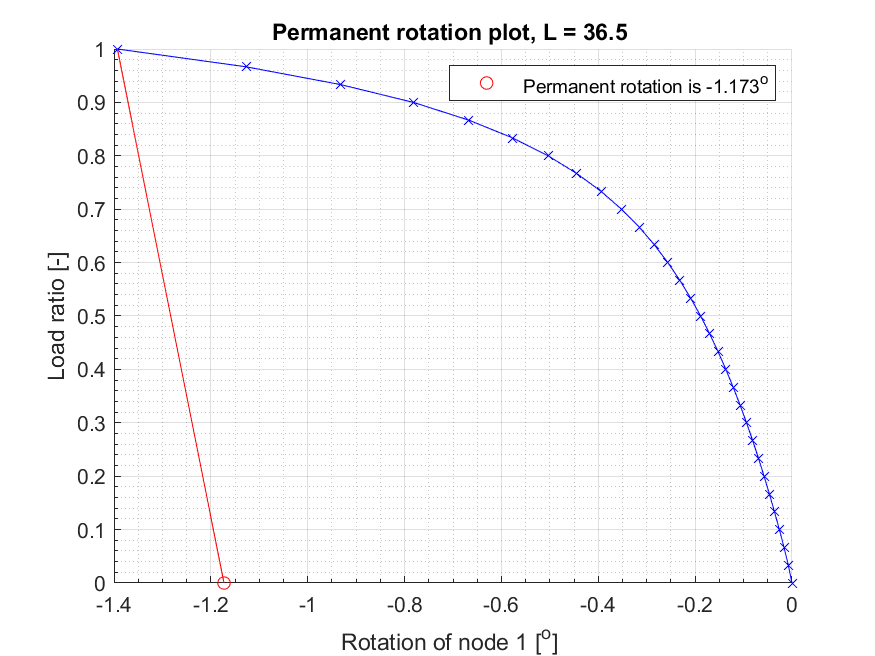 Permanent rotation plot, L = 36.5
Permanent rotation is -1.173°
Load ratio [-]
1
0.9
0.8
0.7
0.6
0.5
0.4
0.3
0.2
0.1
0
-1.4 -1.2 -1 -0.8 -0.6 -0.4 -0.2 0
Rotation of node 1 [°]